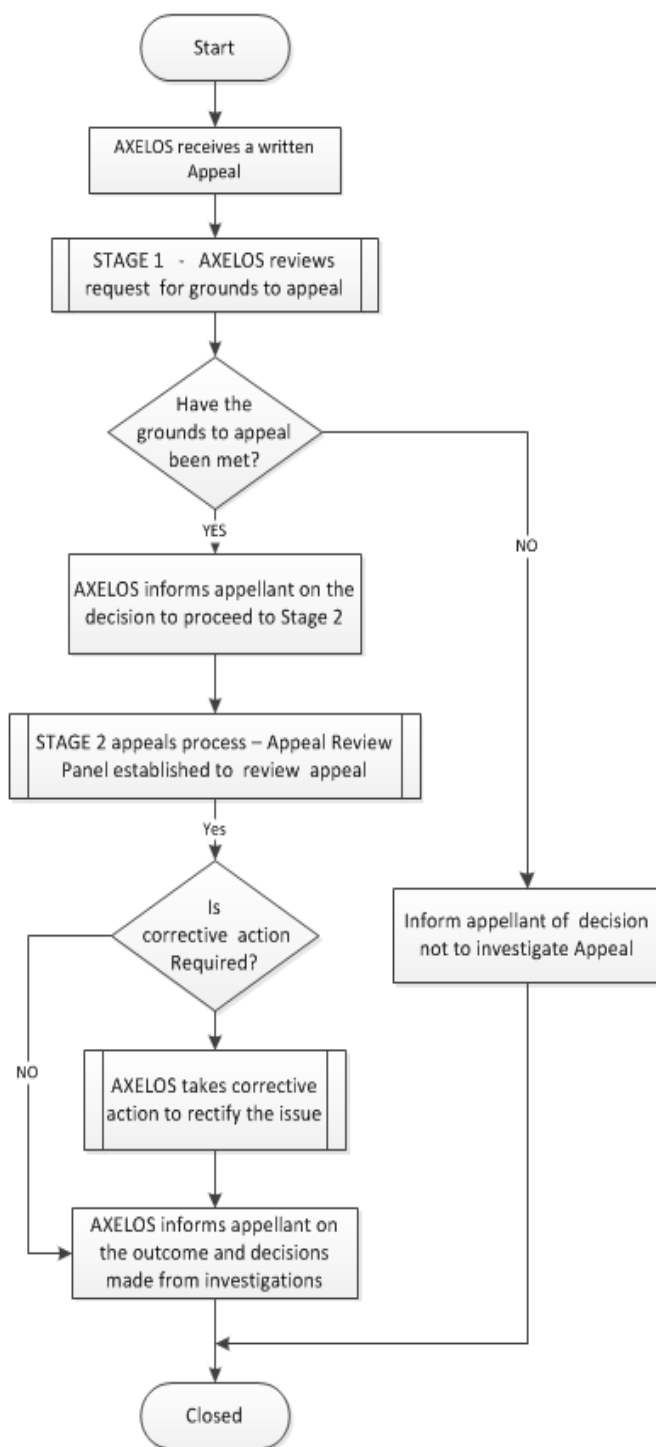 Start
AXELOS receives a written
Appeal
STAGE 1 - AXELOS reviews
request for grounds to appeal
Have the
grounds to appeal
been met?
YES
NO
AXELOS informs appellant on the
decision to proceed to Stage 2
STAGE 2 appeals process – Appeal Review
Panel established to review appeal
Yes
Is
corrective action
Required?
Inform appellant of decision
not to investigate Appeal
NO
AXELOS takes corrective
action to rectify the issue
AXELOS informs appellant on
the outcome and decisions
made from investigations
Closed